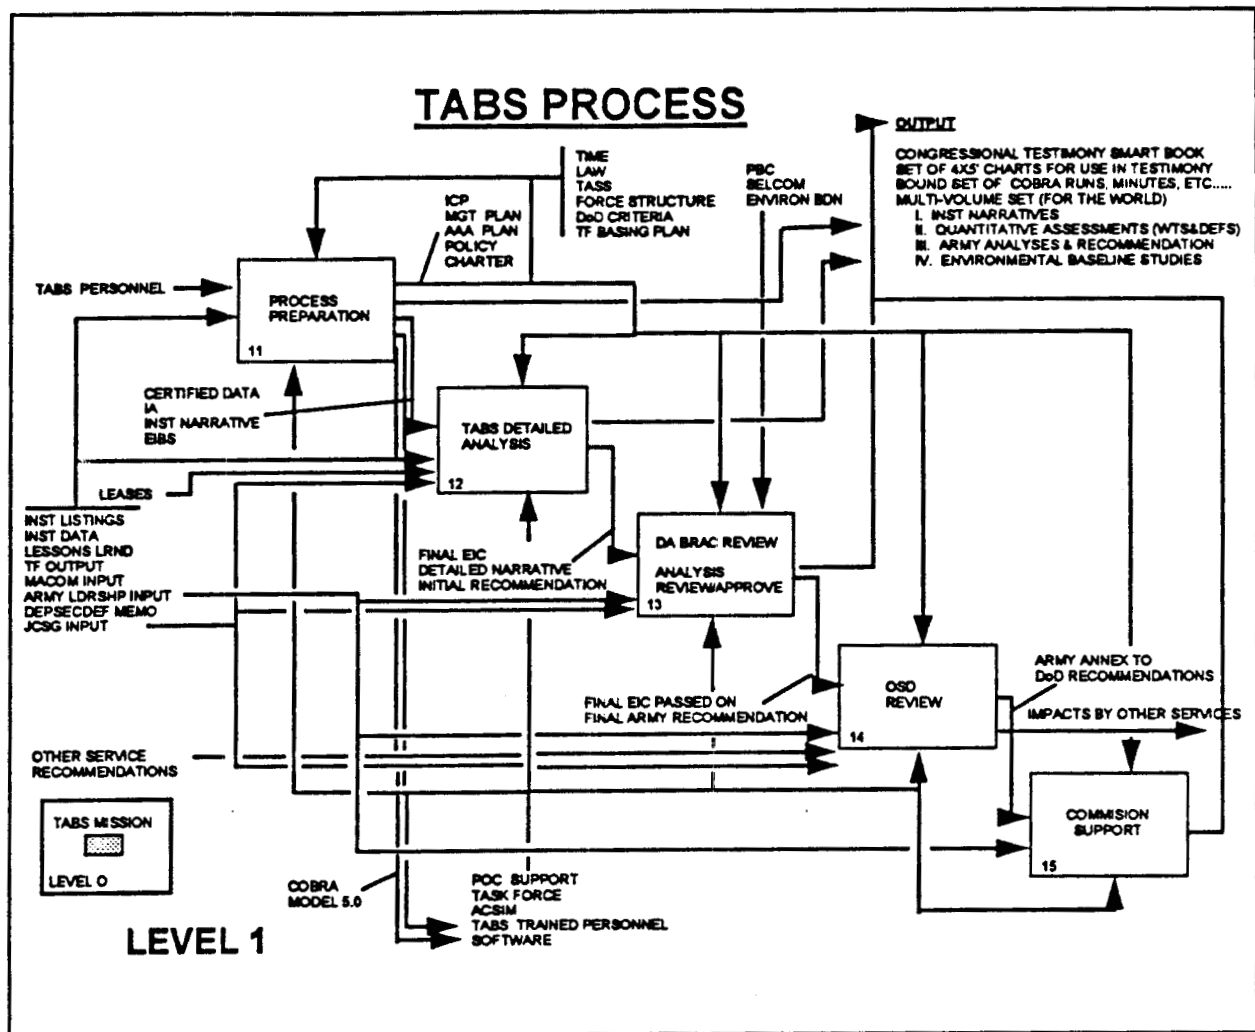 TABS PROCESS
TIME
LAW
TASS
FORCE STRUCTURE
DoD CRITERIA
TF BASING PLAN
ICP
MGT PLAN
AAA PLAN
POLICY
CHARTER
PBC
SELCOM
ENVIRON BDN
OUTPUT
CONGRESSIONAL TESTIMONY SMART BOOK
SET OF 4X5' CHARTS FOR USE IN TESTIMONY
BOUND SET OF COBRA RUNS, MINUTES, ETC.....
MULTI-VOLUME SET (FOR THE WORLD)
I. INST NARRATIVES
II. QUANTITATIVE ASSESSMENTS (WTS&DEFS)
III. ARMY ANALYSES & RECOMMENDATION
IV. ENVIRONMENTAL BASELINE STUDIES
TABS PERSONNEL
PROCESS
PREPARATION
11
CERTIFIED DATA
IA
INST NARRATIVE
EIBS
TABS DETAILED
ANALYSIS
12
LEASES
INST LISTINGS
INST DATA
LESSONS LRND
TF OUTPUT
MACOM INPUT
ARMY LDRSHP INPUT
DEPSECDEF MEMO
JCSG INPUT
FINAL EIC
DETAILED NARRATIVE
INITIAL RECOMMENDATION
DA BRAC REVIEW
ANALYSIS
REVIEW/APPROVE
13
FINAL EIC PASSED ON
FINAL ARMY RECOMMENDATION
OSD
REVIEW
14
ARMY ANNEX TO
DoD RECOMMENDATIONS
IMPACTS BY OTHER SERVICES
OTHER SERVICE
RECOMMENDATIONS
COMMISION
SUPPORT
15
TABS MISSION
LEVEL O
COBRA
MODEL 5.0
POC SUPPORT
TASK FORCE
ACSIM
TABS TRAINED PERSONNEL
SOFTWARE
LEVEL 1